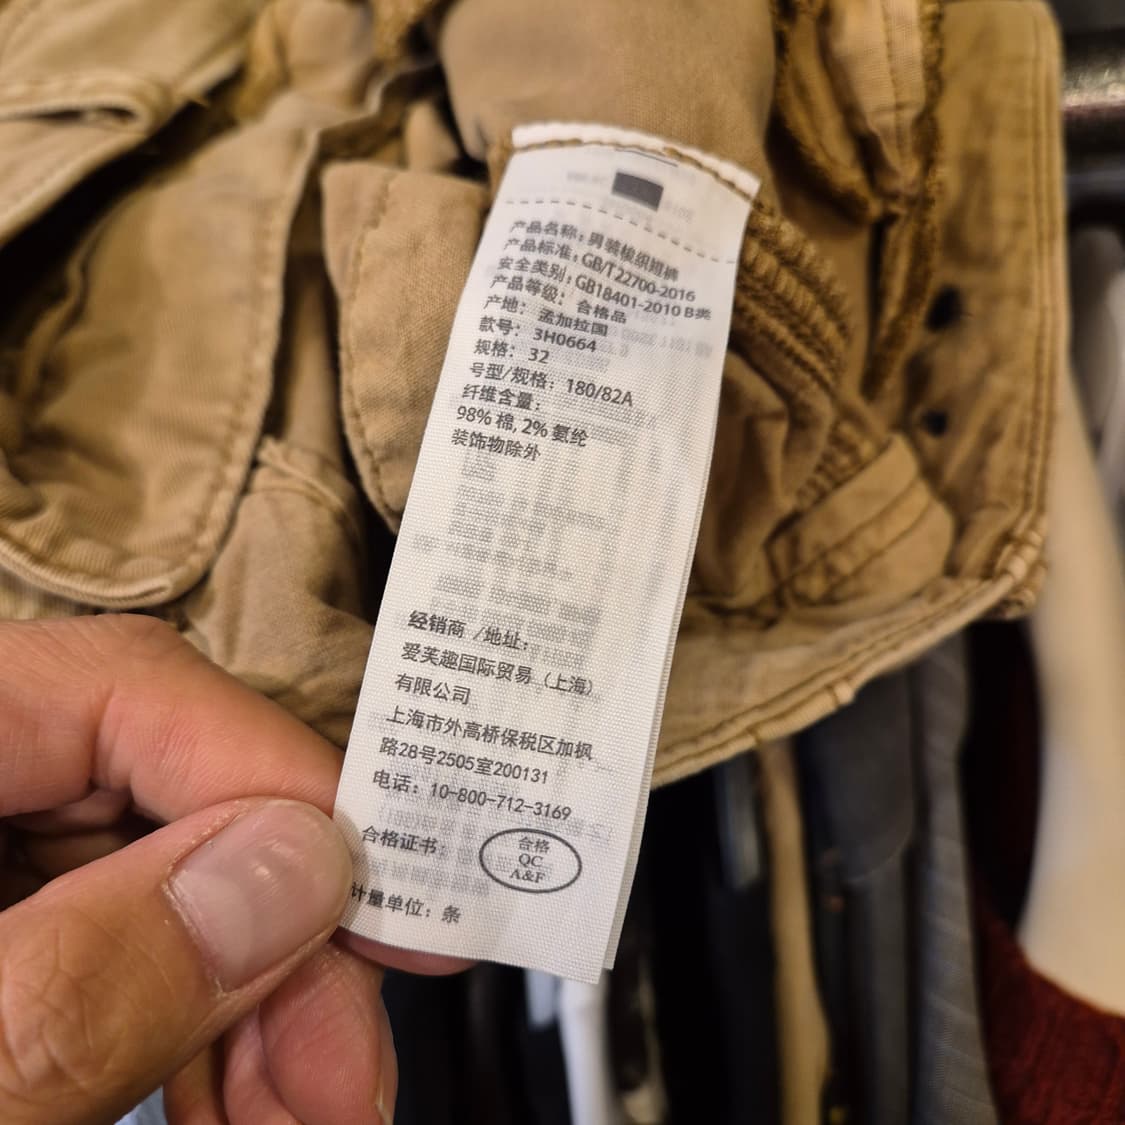 产品名称：男装梭织短裤
产品标准：GB/T22700-2016
安全类别：GB18401-2010 B类
产品等级：合格品
产地：孟加拉国
款号：3H0664
规格：32
号型/规格：180/82A
纤维含量：
98% 棉, 2% 氨纶
装饰物除外
经销商 /地址：
爱芙趣国际贸易（上海）
有限公司
上海市外高桥保税区加枫
路28号2505室200131
电话：10-800-712-3169
合格证书：
合格
QC
A&F
计量单位：条